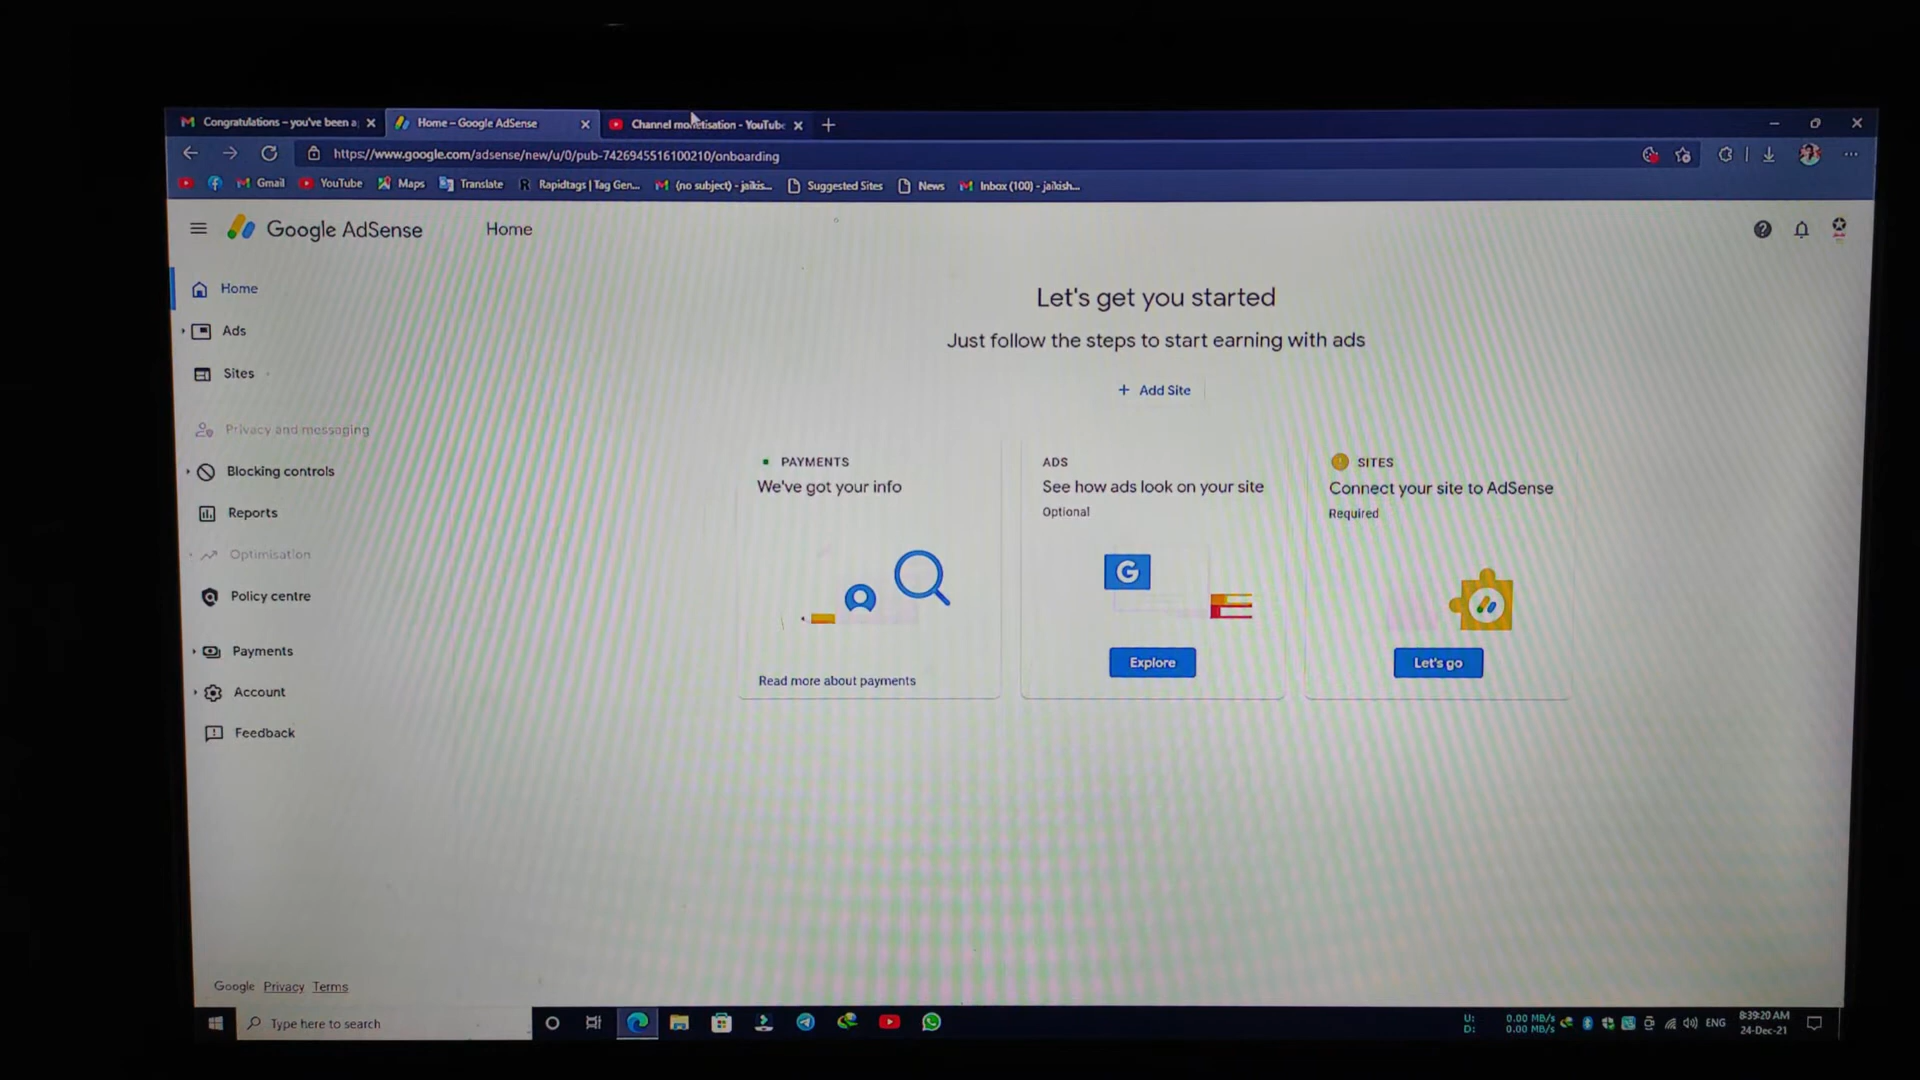 Congratulations – you've been a
Home – Google AdSense
Channel monetisation - YouTube
https://www.google.com/adsense/new/u/0/pub-7426945516100210/onboarding
Gmail
YouTube
Maps
Translate
Rapidtags | Tag Gen...
(no subject) - jaikis...
Suggested Sites
News
Inbox (100) - jaikish...
Google AdSense
Home
Home
Ads
Sites
Privacy and messaging
Blocking controls
Reports
Optimisation
Policy centre
Payments
Account
Feedback
Let's get you started
Just follow the steps to start earning with ads
+ Add Site
PAYMENTS
We've got your info
Read more about payments
ADS
See how ads look on your site
Optional
G
Explore
SITES
Connect your site to AdSense
Required
Let's go
Google Privacy Terms
Type here to search
U: 0.00 MB/s
D: 0.00 MB/s
ENG
8:39:20 AM
24-Dec-21